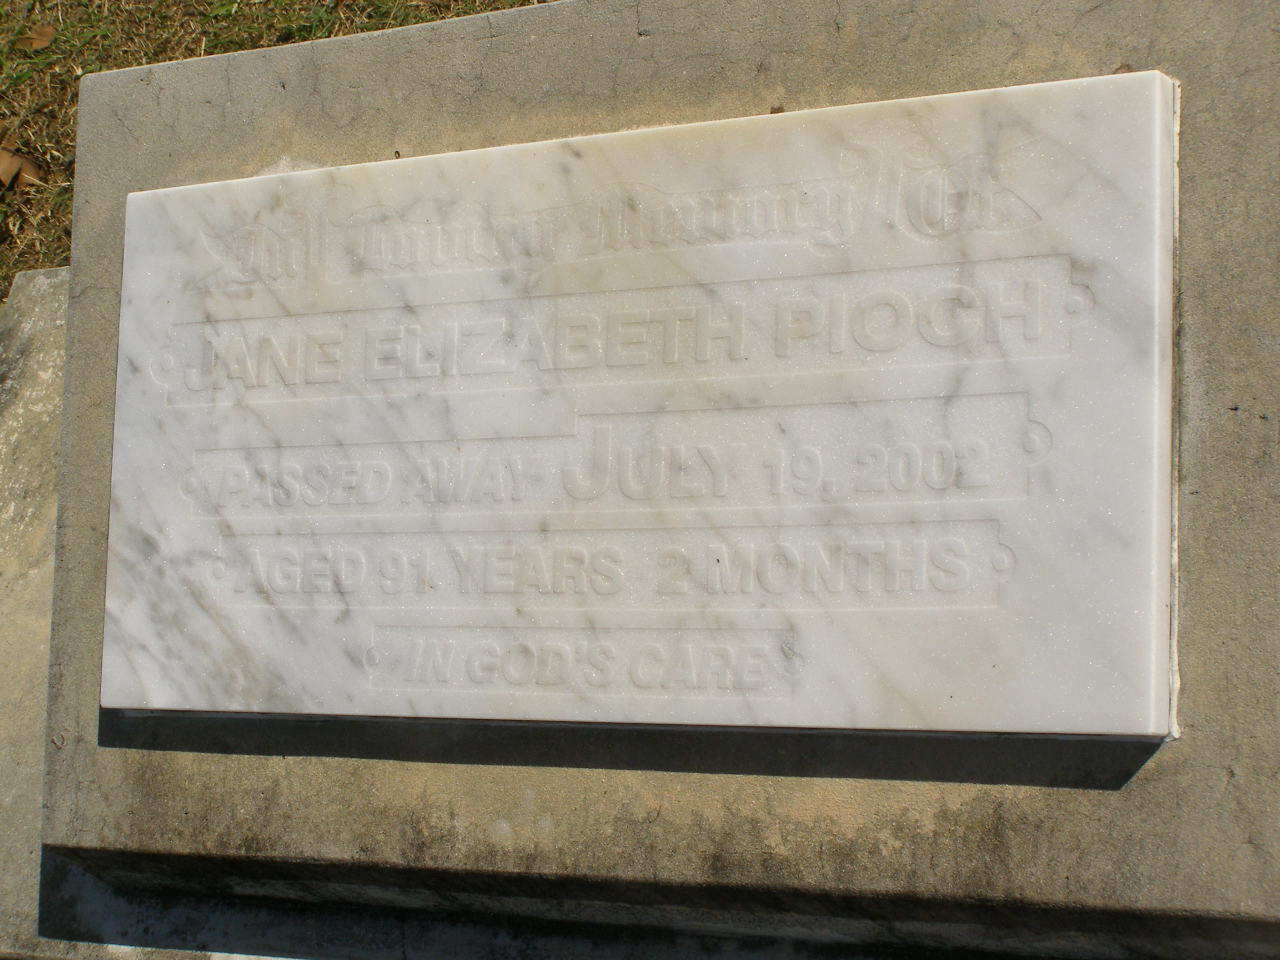 In Loving Memory Of
JANE ELIZABETH PIOCH
PASSED AWAY JULY 19, 2002
AGED 91 YEARS 2 MONTHS
IN GOD'S CARE